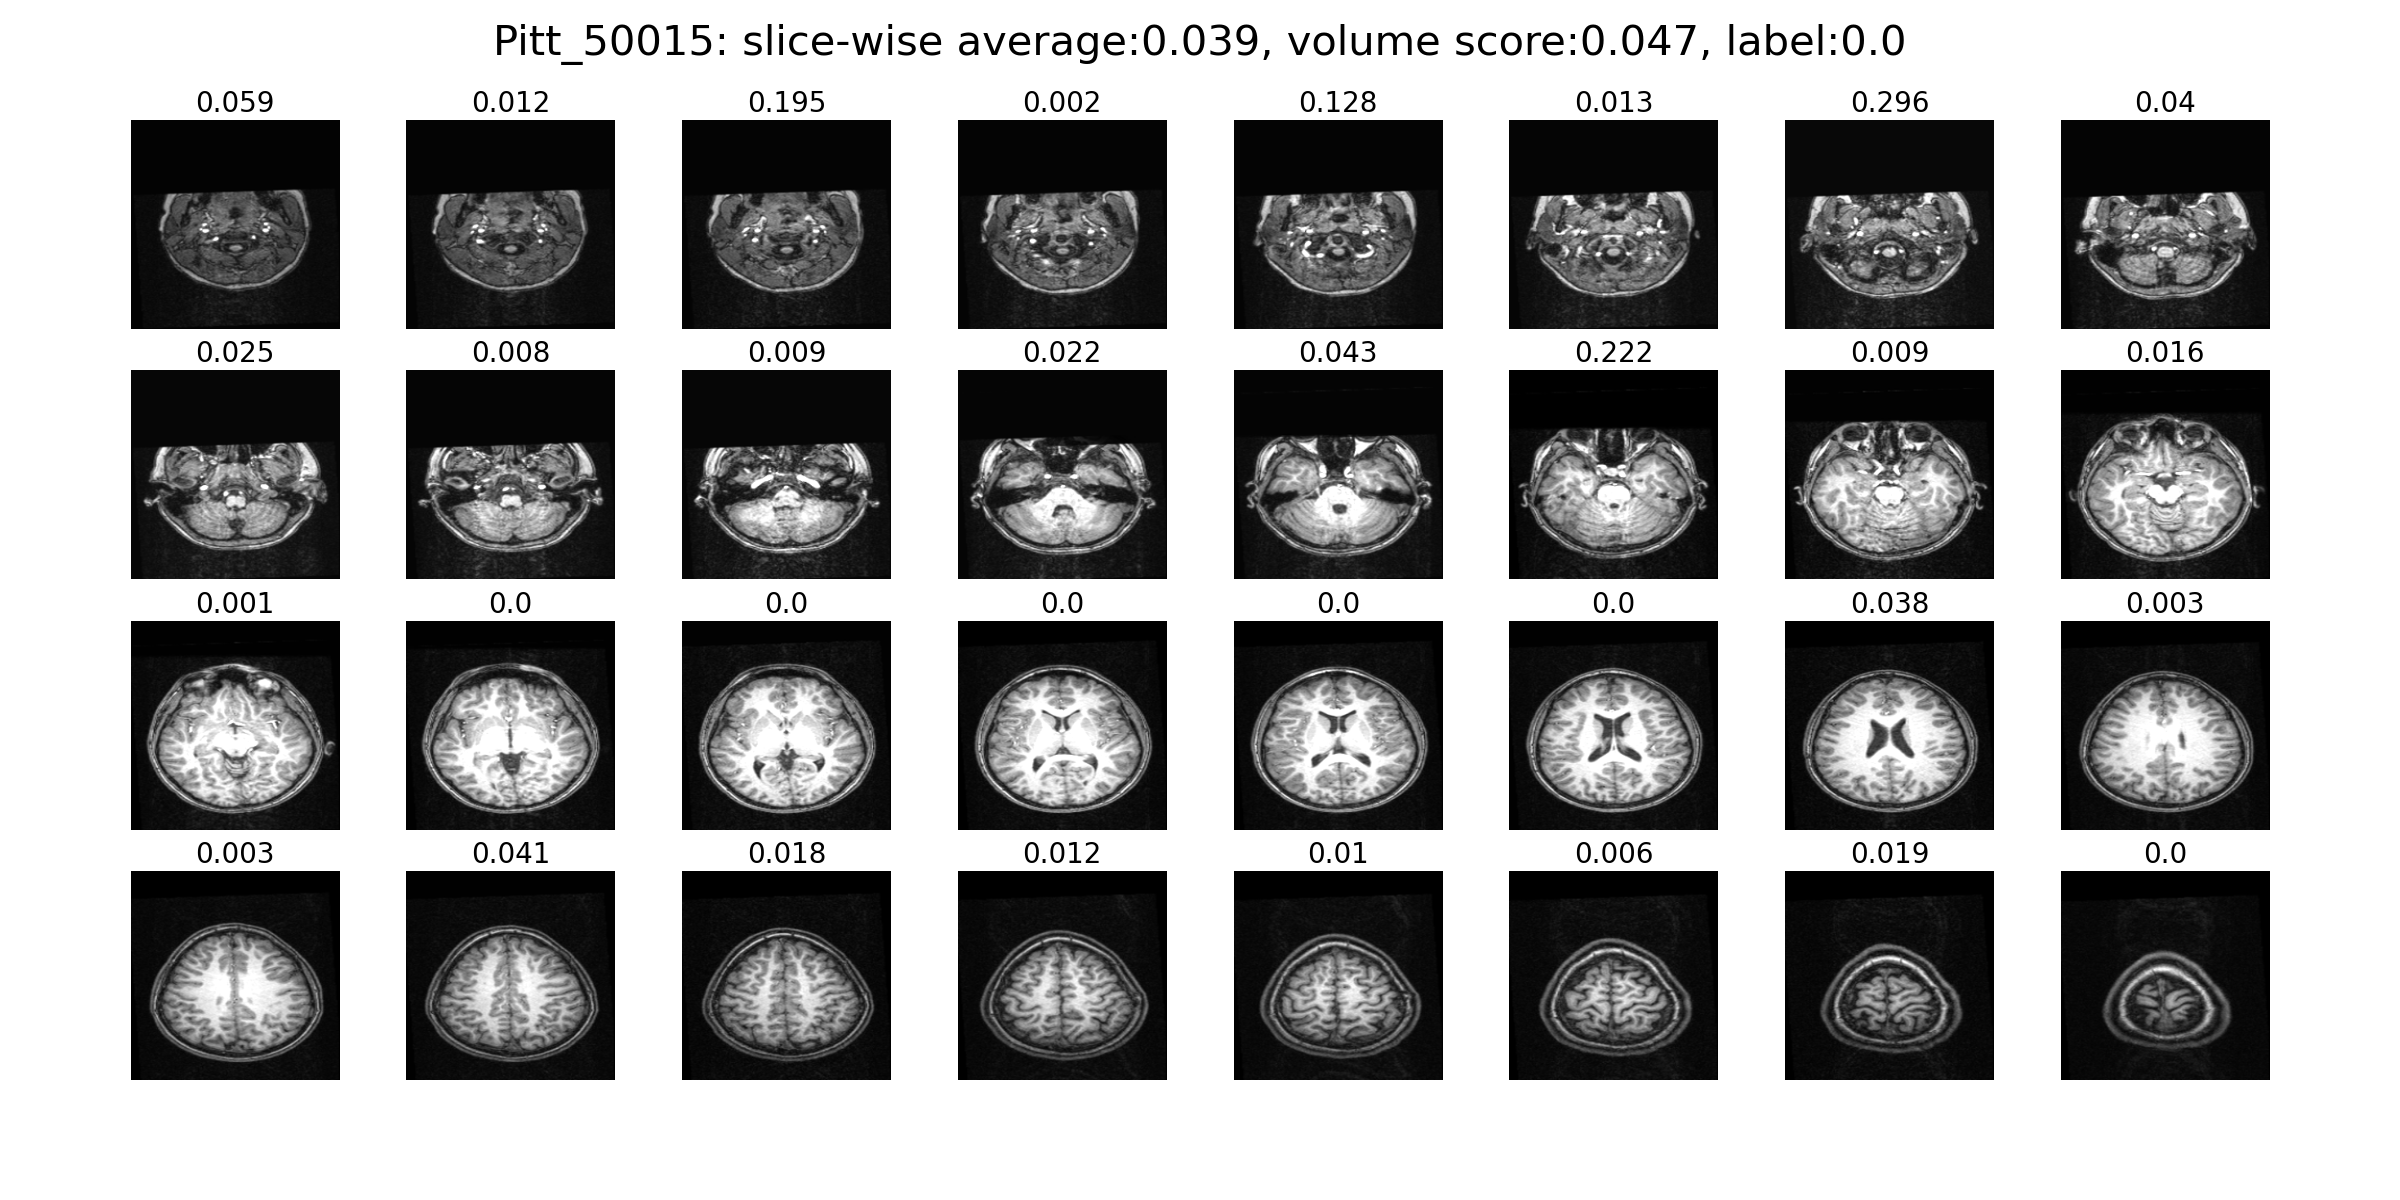 Pitt_50015: slice-wise average:0.039, volume score:0.047, label:0.0
0.059 0.012 0.195 0.002 0.128 0.013 0.296 0.04
0.025 0.008 0.009 0.022 0.043 0.222 0.009 0.016
0.001 0.0 0.0 0.0 0.0 0.0 0.038 0.003
0.003 0.041 0.018 0.012 0.01 0.006 0.019 0.0